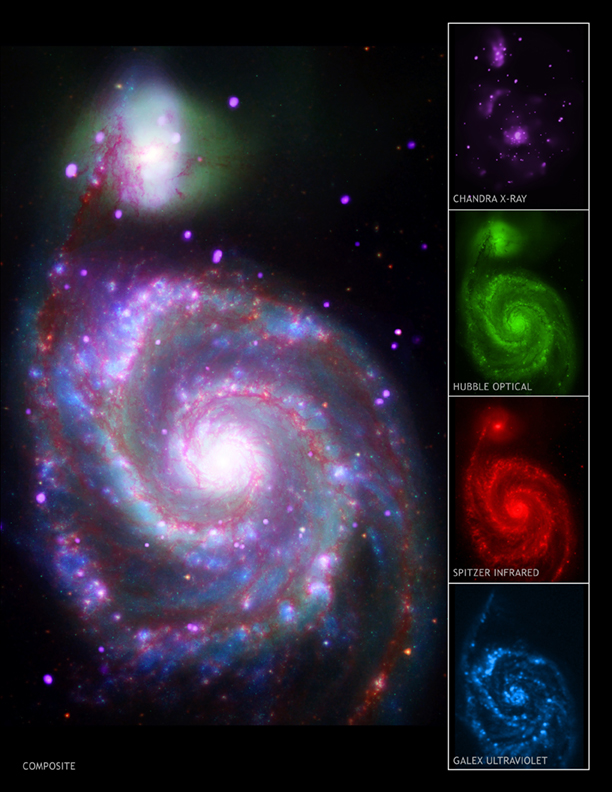 CHANDRA X-RAY
HUBBLE OPTICAL
SPITZER INFRARED
GALEX ULTRAVIOLET
COMPOSITE